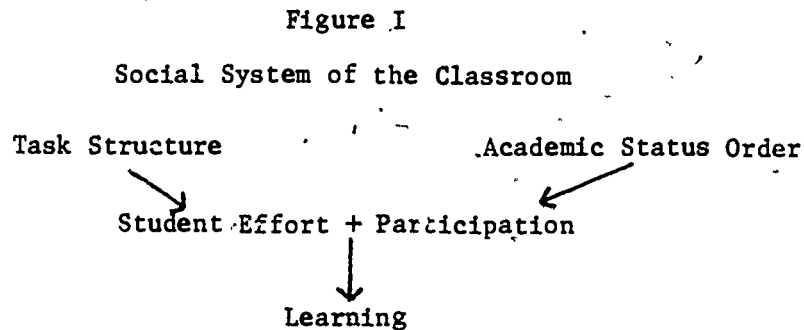 Figure I
Social System of the Classroom
Task Structure Academic Status Order
Student Effort + Participation
Learning